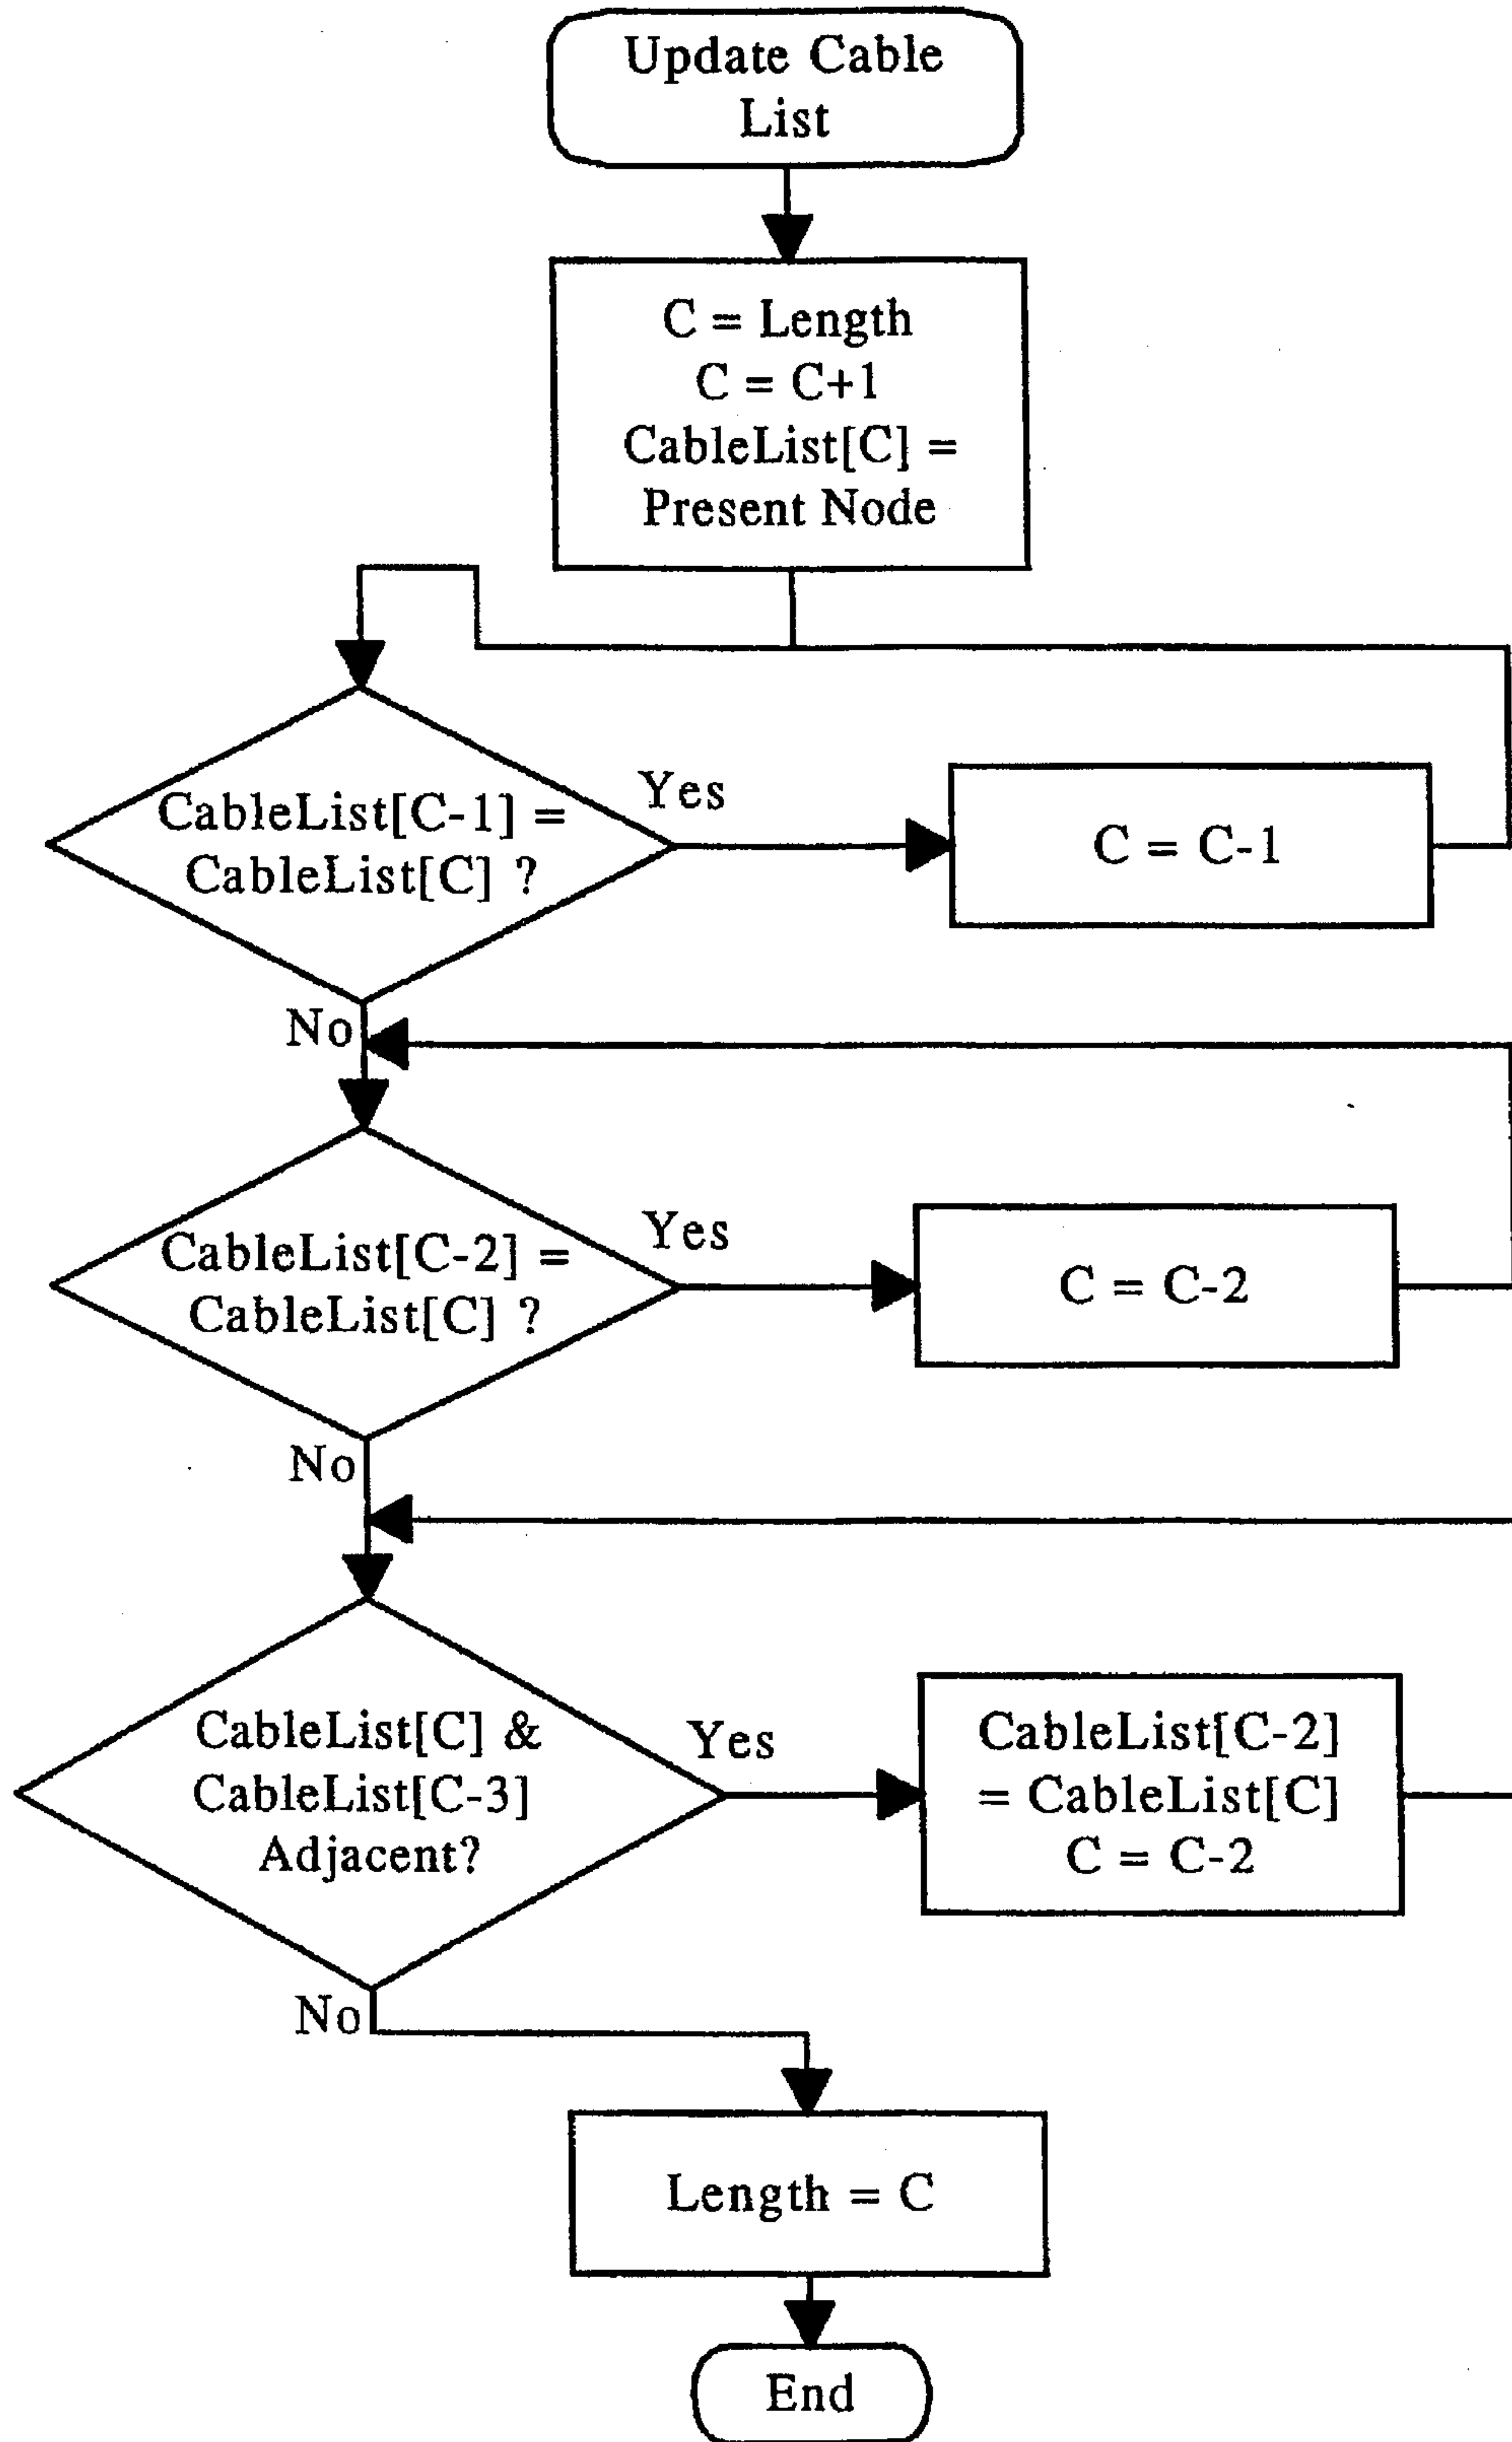 Update Cable
List
C = Length
C = C+1
CableList[C] =
Present Node
CableList[C-1] =
CableList[C] ?
Yes
C = C-1
No
CableList[C-2] =
CableList[C] ?
Yes
C = C-2
No
CableList[C] &
CableList[C-3]
Adjacent?
Yes
CableList[C-2]
= CableList[C]
C = C-2
No
Length = C
End